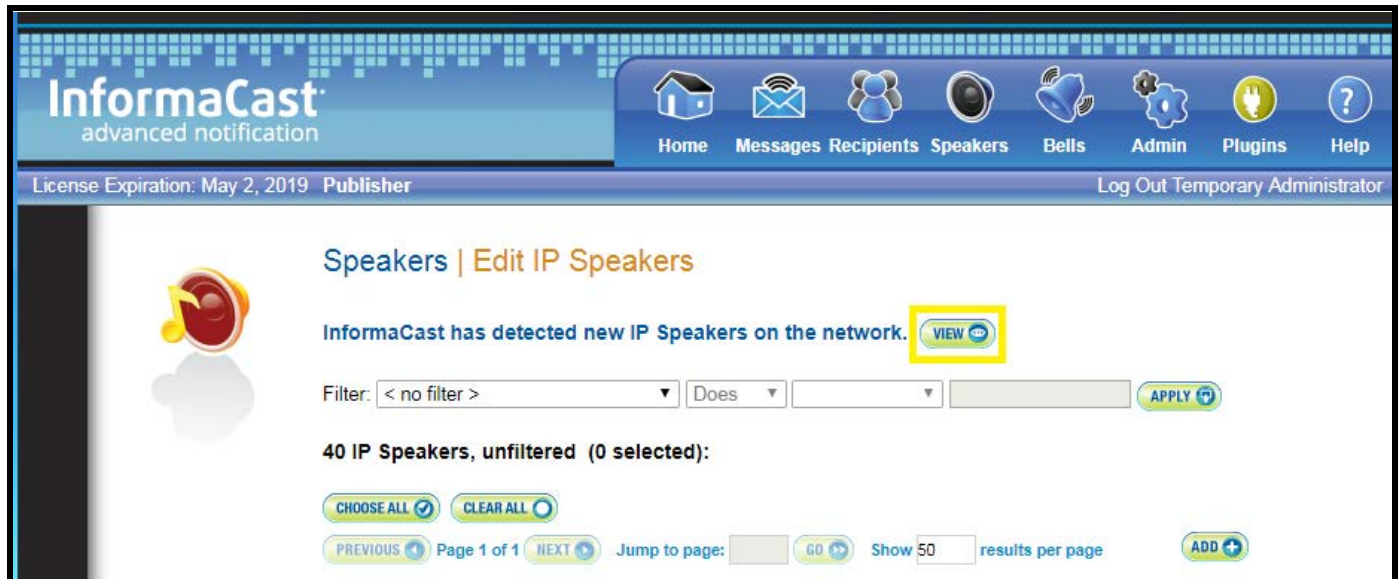 InformaCast
advanced notification
Home Messages Recipients Speakers Bells Admin Plugins Help
License Expiration: May 2, 2019 Publisher Log Out Temporary Administrator
Speakers | Edit IP Speakers
InformaCast has detected new IP Speakers on the network. VIEW
Filter: < no filter > Does APPLY
40 IP Speakers, unfiltered (0 selected):
CHOOSE ALL CLEAR ALL
PREVIOUS Page 1 of 1 NEXT Jump to page: GO Show 50 results per page ADD